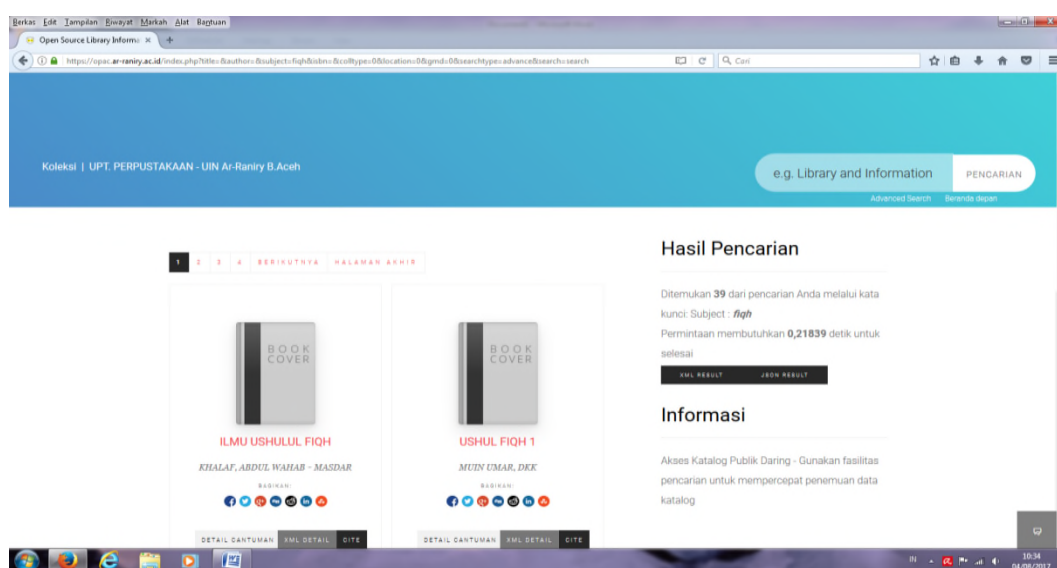 Berkas Edit Tampilan Riwayat Markah Alat Bantuan
Open Source Library Inform
https://opac.ar-raniry.ac.id/index.php?title=&author=&subject=fiqh&isbn=&colltype=0&location=0&gmd=0&searchtype=advance&search=search
Cari
Koleksi | UPT. PERPUSTAKAAN - UIN Ar-Raniry B.Aceh
e.g. Library and Information PENCARIAN
Advanced Search Beranda depan
1 2 3 4 BERIKUTNYA HALAMAN AKHIR
BOOK COVER
ILMU USHULUL FIQH
KHALAF, ABDUL WAHAB - MASDAR
BAGIKAN:
DETAIL CANTUMAN XML DETAIL CITE
BOOK COVER
USHUL FIQH 1
MUIN UMAR, DKK
BAGIKAN:
DETAIL CANTUMAN XML DETAIL CITE
Hasil Pencarian
Ditemukan 39 dari pencarian Anda melalui kata
kunci: Subject : fiqh
Permintaan membutuhkan 0,21839 detik untuk
selesai
XML RESULT JSON RESULT
Informasi
Akses Katalog Publik Daring - Gunakan fasilitas
pencarian untuk mempercepat penemuan data
katalog
IN
10:34
04/08/2017